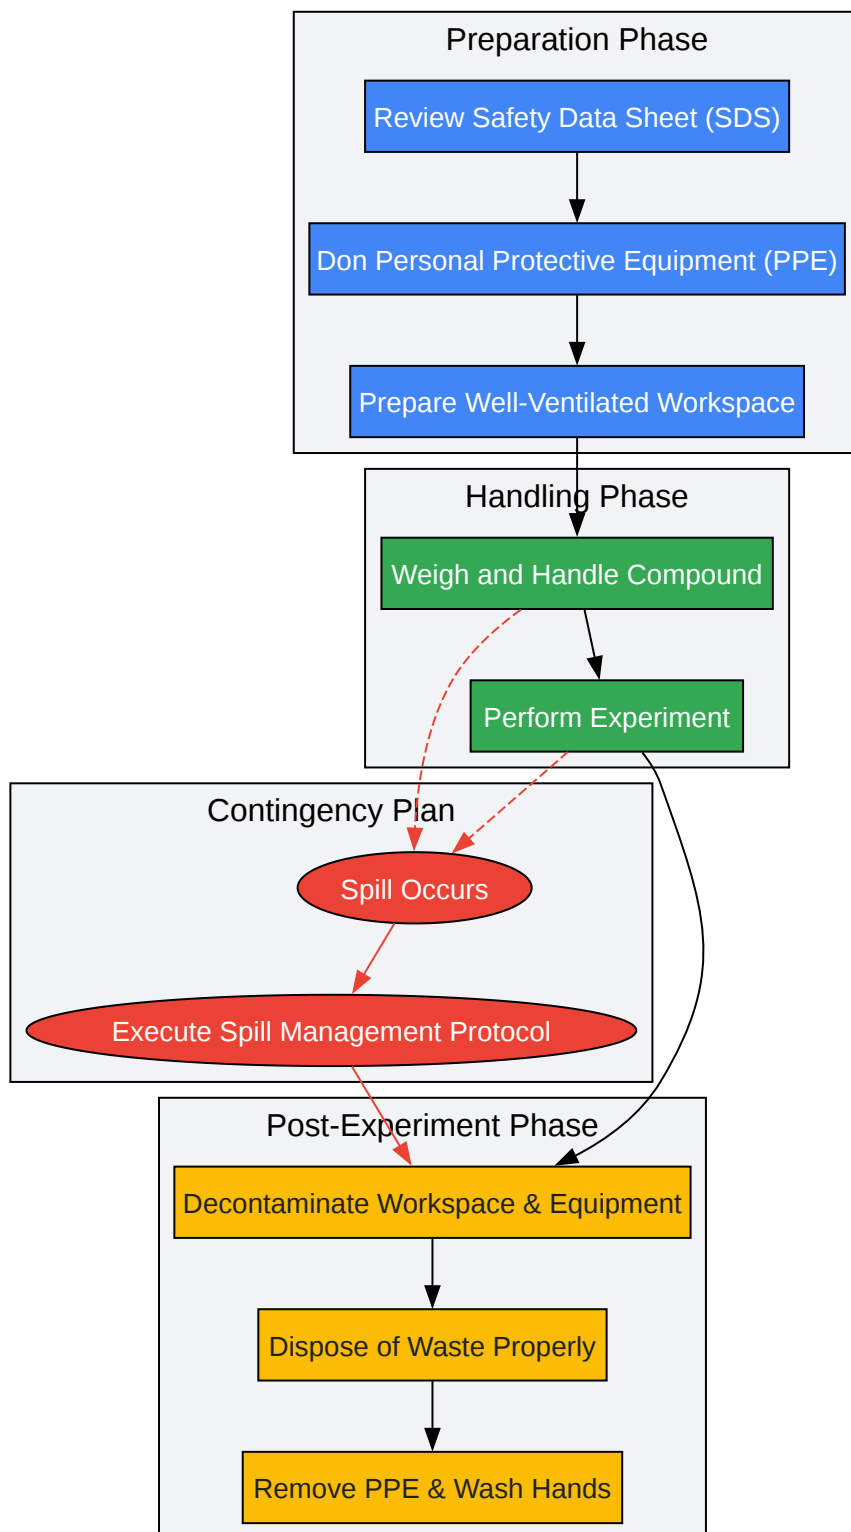 Preparation Phase
Review Safety Data Sheet (SDS)
Don Personal Protective Equipment (PPE)
Prepare Well-Ventilated Workspace
Handling Phase
Weigh and Handle Compound
Perform Experiment
Contingency Plan
Spill Occurs
Execute Spill Management Protocol
Post-Experiment Phase
Decontaminate Workspace & Equipment
Dispose of Waste Properly
Remove PPE & Wash Hands